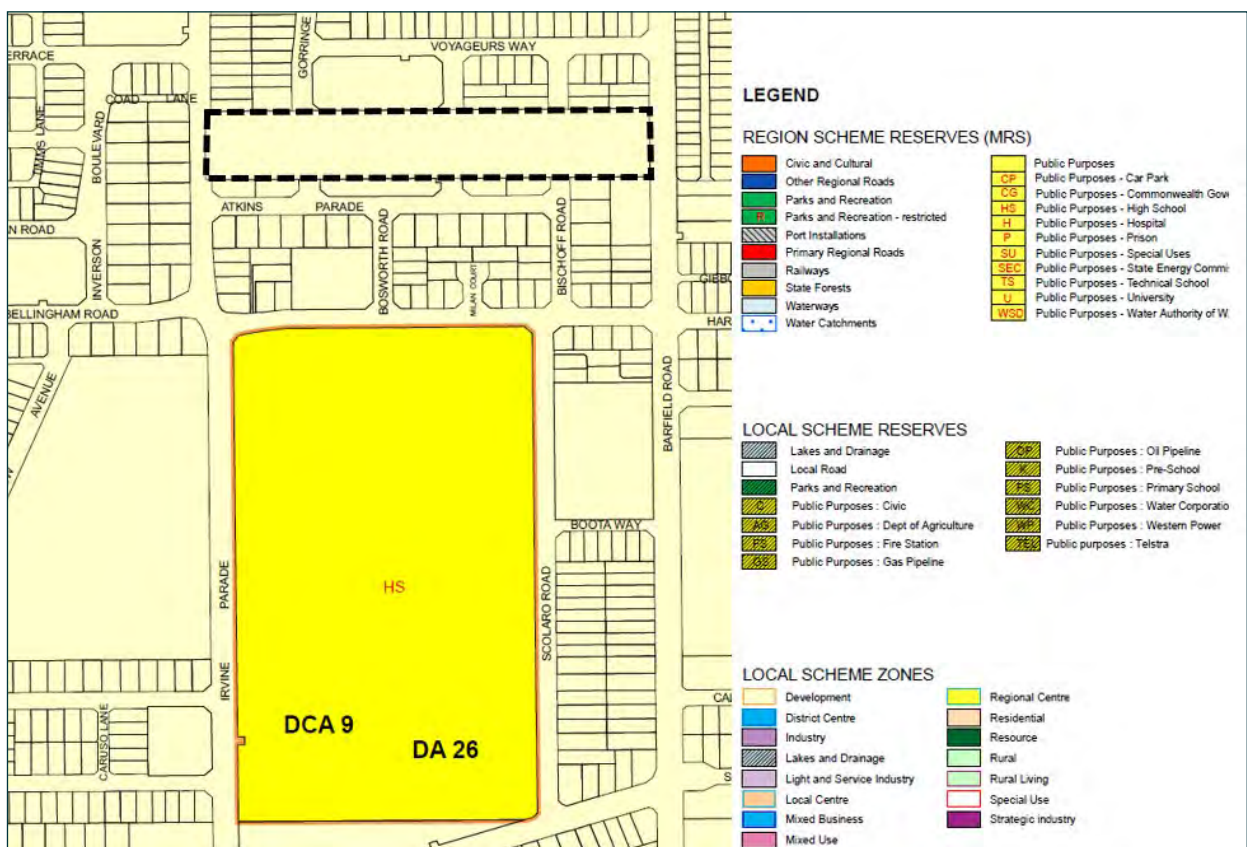 GORRINGE
VOYAGEURS WAY
ERRACE
COAD LANE
TIMMS LANE
BOULEVARD
ATKINS PARADE
AN ROAD
INVERSON
BOSWORTH ROAD
MILAN COURT
BISCHOFF ROAD
GIBB
BELLINGHAM ROAD
HAR
AVENUE
BARFIELD ROAD
BOOTA WAY
PARADE
HS
SCOLARO ROAD
IRVINE
CARUSO LANE
CA
DCA 9
DA 26
S
LEGEND
REGION SCHEME RESERVES (MRS)
Civic and Cultural
Other Regional Roads
Parks and Recreation
R Parks and Recreation - restricted
Port Installations
Primary Regional Roads
Railways
State Forests
Waterways
Water Catchments
Public Purposes
CP Public Purposes - Car Park
CG Public Purposes - Commonwealth Gov
HS Public Purposes - High School
H Public Purposes - Hospital
P Public Purposes - Prison
SU Public Purposes - Special Uses
SEC Public Purposes - State Energy Commi
TS Public Purposes - Technical School
U Public Purposes - University
WSD Public Purposes - Water Authority of W
LOCAL SCHEME RESERVES
Lakes and Drainage
Local Road
Parks and Recreation
C Public Purposes : Civic
AG Public Purposes : Dept of Agriculture
FS Public Purposes : Fire Station
GS Public Purposes : Gas Pipeline
OP Public Purposes : Oil Pipeline
K Public Purposes : Pre-School
PS Public Purposes : Primary School
WC Public Purposes : Water Corporatio
WP Public Purposes : Western Power
TEL Public purposes : Telstra
LOCAL SCHEME ZONES
Development
District Centre
Industry
Lakes and Drainage
Light and Service Industry
Local Centre
Mixed Business
Mixed Use
Regional Centre
Residential
Resource
Rural
Rural Living
Special Use
Strategic industry